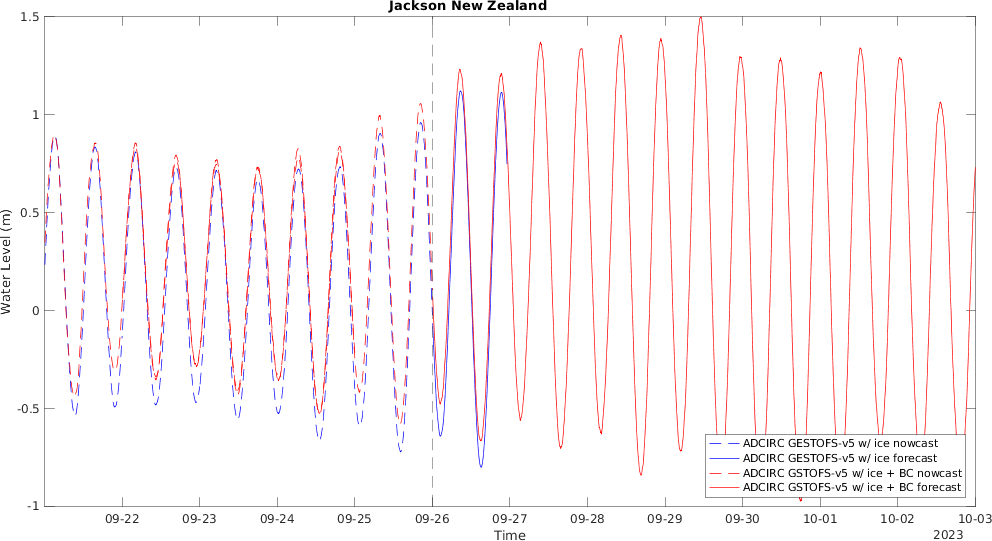 Jackson New Zealand
1.5
1
0.5
0
-0.5
-1
Water Level (m)
ADCIRC GESTOFS-v5 w/ ice nowcast
ADCIRC GESTOFS-v5 w/ ice forecast
ADCIRC GSTOFS-v5 w/ ice + BC nowcast
ADCIRC GSTOFS-v5 w/ ice + BC forecast
09-22 09-23 09-24 09-25 09-26 09-27 09-28 09-29 09-30 10-01 10-02 10-03
Time
2023